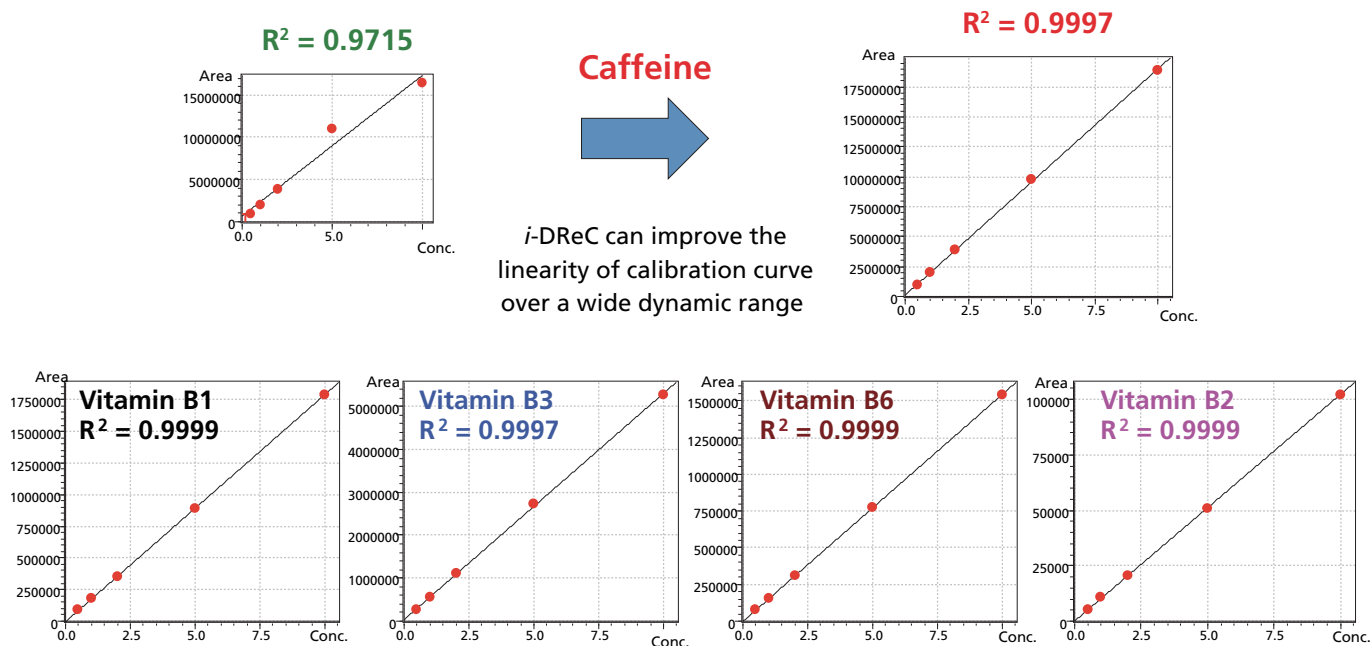 R² = 0.9715
Area
15000000
10000000
5000000
0
0.0 5.0
Conc.
Caffeine
i-DReC can improve the
linearity of calibration curve
over a wide dynamic range
R² = 0.9997
Area
17500000
15000000
12500000
10000000
7500000
5000000
2500000
0
0.0 2.5 5.0 7.5
Conc.
Area
Vitamin B1
R² = 0.9999
1750000
1500000
1250000
1000000
750000
500000
250000
0
0.0 2.5 5.0 7.5 Conc.
Area
Vitamin B3
R² = 0.9997
5000000
4000000
3000000
2000000
1000000
0
0.0 2.5 5.0 7.5 Conc.
Area
Vitamin B6
R² = 0.9999
1500000
1250000
1000000
750000
500000
250000
0
0.0 2.5 5.0 7.5 Conc.
Area
Vitamin B2
R² = 0.9999
100000
75000
50000
25000
0
0.0 2.5 5.0 7.5 Conc.